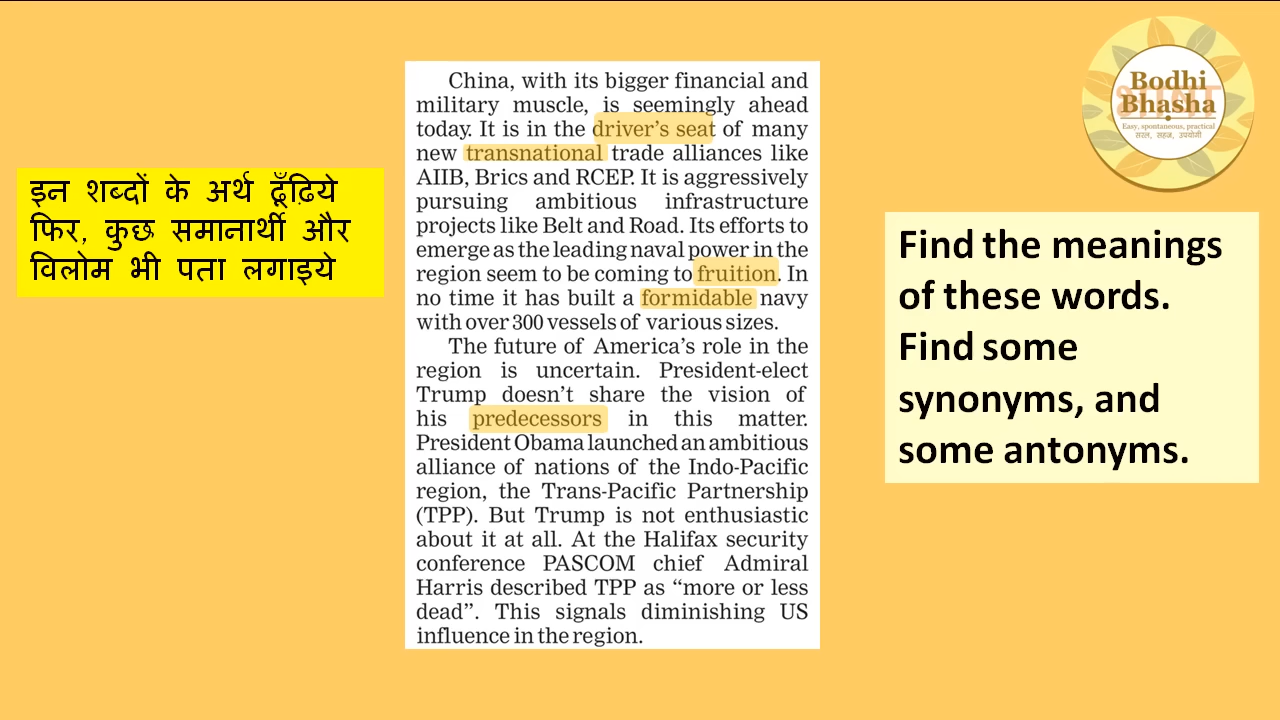 Bodhi
Bhasha
Easy, spontaneous, practical
सरल, सहज, उपयोगी
इन शब्दों के अर्थ ढूँढ़िये
फिर, कुछ समानार्थी और
विलोम भी पता लगाइये
China, with its bigger financial and
military muscle, is seemingly ahead
today. It is in the driver's seat of many
new transnational trade alliances like
AIIB, Brics and RCEP. It is aggressively
pursuing ambitious infrastructure
projects like Belt and Road. Its efforts to
emerge as the leading naval power in the
region seem to be coming to fruition. In
no time it has built a formidable navy
with over 300 vessels of various sizes.
The future of America's role in the
region is uncertain. President-elect
Trump doesn't share the vision of
his predecessors in this matter.
President Obama launched an ambitious
alliance of nations of the Indo-Pacific
region, the Trans-Pacific Partnership
(TPP). But Trump is not enthusiastic
about it at all. At the Halifax security
conference PASCOM chief Admiral
Harris described TPP as “more or less
dead”. This signals diminishing US
influence in the region.
Find the meanings
of these words.
Find some
synonyms, and
some antonyms.